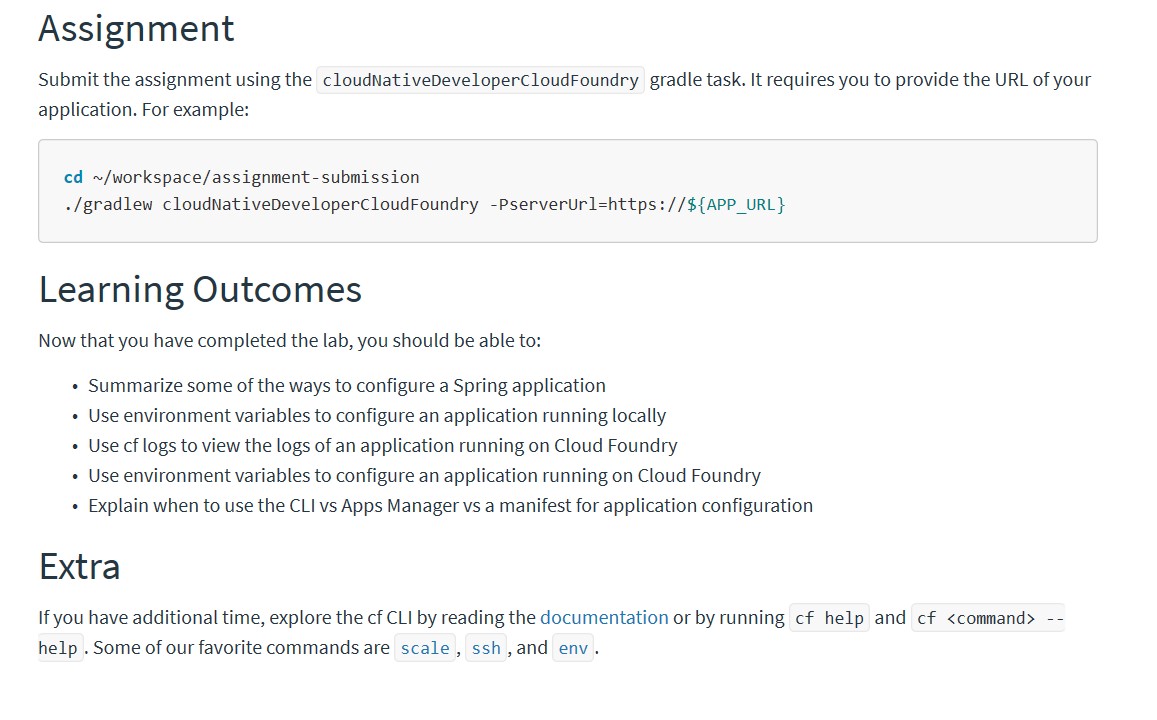 Assignment
Submit the assignment using the cloudNativeDeveloperCloudFoundry gradle task. It requires you to provide the URL of your
application. For example:
cd ~/workspace/assignment-submission
./gradlew cloudNativeDeveloperCloudFoundry -PserverUrl=https://${APP_URL}
Learning Outcomes
Now that you have completed the lab, you should be able to:
• Summarize some of the ways to configure a Spring application
• Use environment variables to configure an application running locally
• Use cf logs to view the logs of an application running on Cloud Foundry
• Use environment variables to configure an application running on Cloud Foundry
• Explain when to use the CLI vs Apps Manager vs a manifest for application configuration
Extra
If you have additional time, explore the cf CLI by reading the documentation or by running cf help and cf <command> --
help. Some of our favorite commands are scale, ssh, and env.